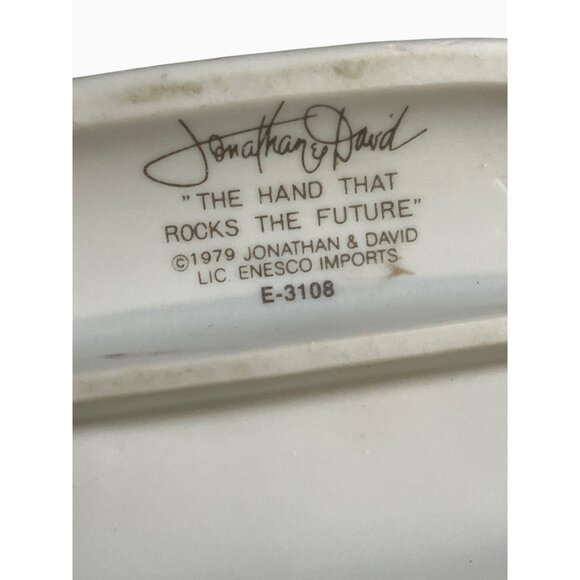 Jonathan & David
"THE HAND THAT
ROCKS THE FUTURE"
©1979 JONATHAN & DAVID
LIC. ENESCO IMPORTS
E-3108